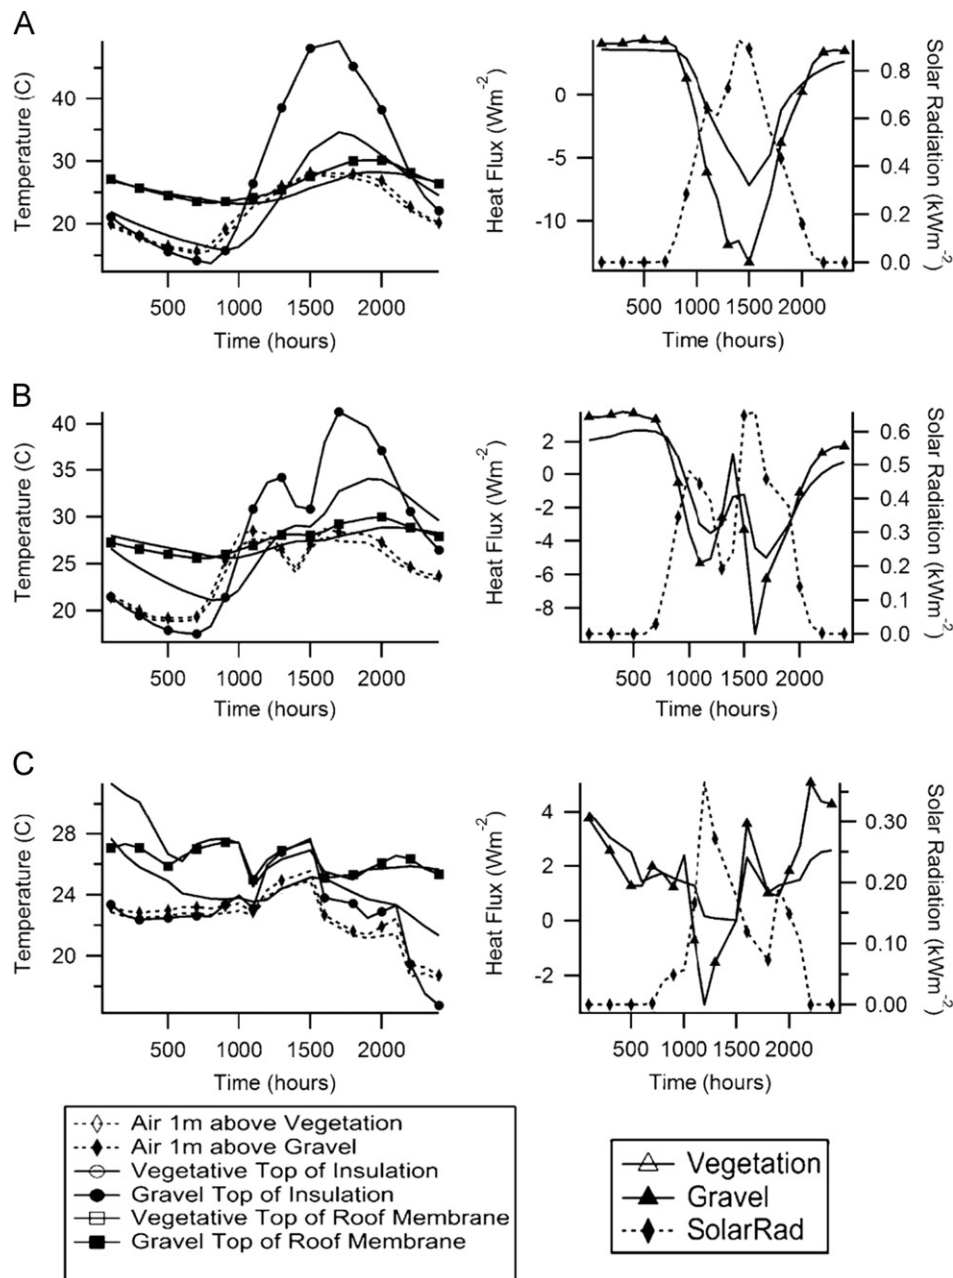 A
Temperature (C)
40
30
20
500 1000 1500 2000
Time (hours)
Heat Flux (Wm-2)
0
-5
-10
500 1000 1500 2000
Time (hours)
0.8
0.6
0.4
0.2
0.0
Solar Radiation (kWm-2)
B
Temperature (C)
40
35
30
25
20
500 1000 1500 2000
Time (hours)
Heat Flux (Wm-2)
2
0
-2
-4
-6
-8
500 1000 1500 2000
Time (hours)
0.6
0.5
0.4
0.3
0.2
0.1
0.0
Solar Radiation (kWm-2)
C
Temperature (C)
28
24
20
500 1000 1500 2000
Time (hours)
Heat Flux (Wm-2)
4
2
0
-2
500 1000 1500 2000
Time (hours)
0.30
0.20
0.10
0.00
Solar Radiation (kWm-2)
Air 1m above Vegetation
Air 1m above Gravel
Vegetative Top of Insulation
Gravel Top of Insulation
Vegetative Top of Roof Membrane
Gravel Top of Roof Membrane
Vegetation
Gravel
SolarRad